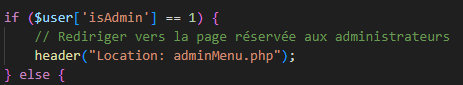 if ($user['isAdmin'] == 1) {
    // Rediriger vers la page réservée aux administrateurs
    header("Location: adminMenu.php");
} else {